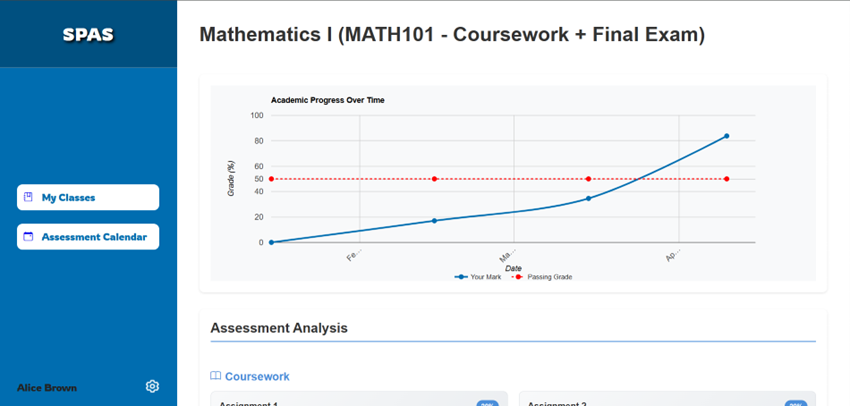 SPAS
Mathematics I (MATH101 - Coursework + Final Exam)
My Classes
Assessment Calendar
Alice Brown
Academic Progress Over Time
Grade (%)
100
80
60
50
40
20
0
Fe...
Ma...
Ap...
Date
Your Mark
Passing Grade
Assessment Analysis
Coursework
Assignment 1
Assignment 2